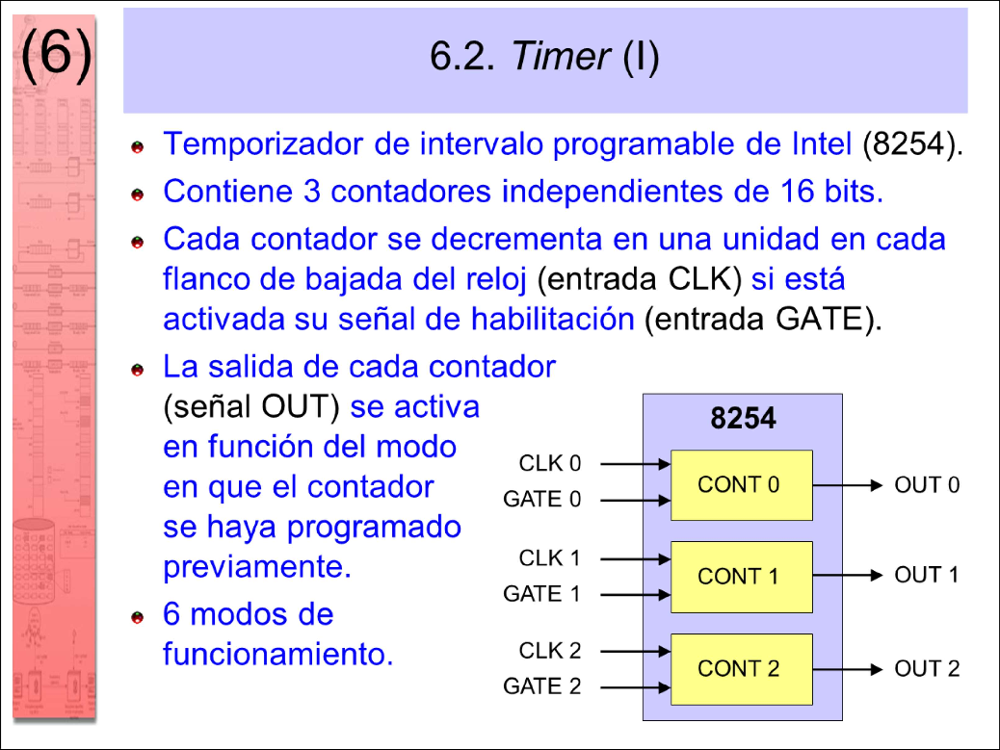 (6)
6.2. Timer (I)
Temporizador de intervalo programable de Intel (8254).
Contiene 3 contadores independientes de 16 bits.
Cada contador se decrementa en una unidad en cada
flanco de bajada del reloj (entrada CLK) si está
activada su señal de habilitación (entrada GATE).
La salida de cada contador
(señal OUT) se activa
en función del modo
en que el contador
se haya programado
previamente.
6 modos de
funcionamiento.
8254
CLK 0
GATE 0
CONT 0
OUT 0
CLK 1
GATE 1
CONT 1
OUT 1
CLK 2
GATE 2
CONT 2
OUT 2